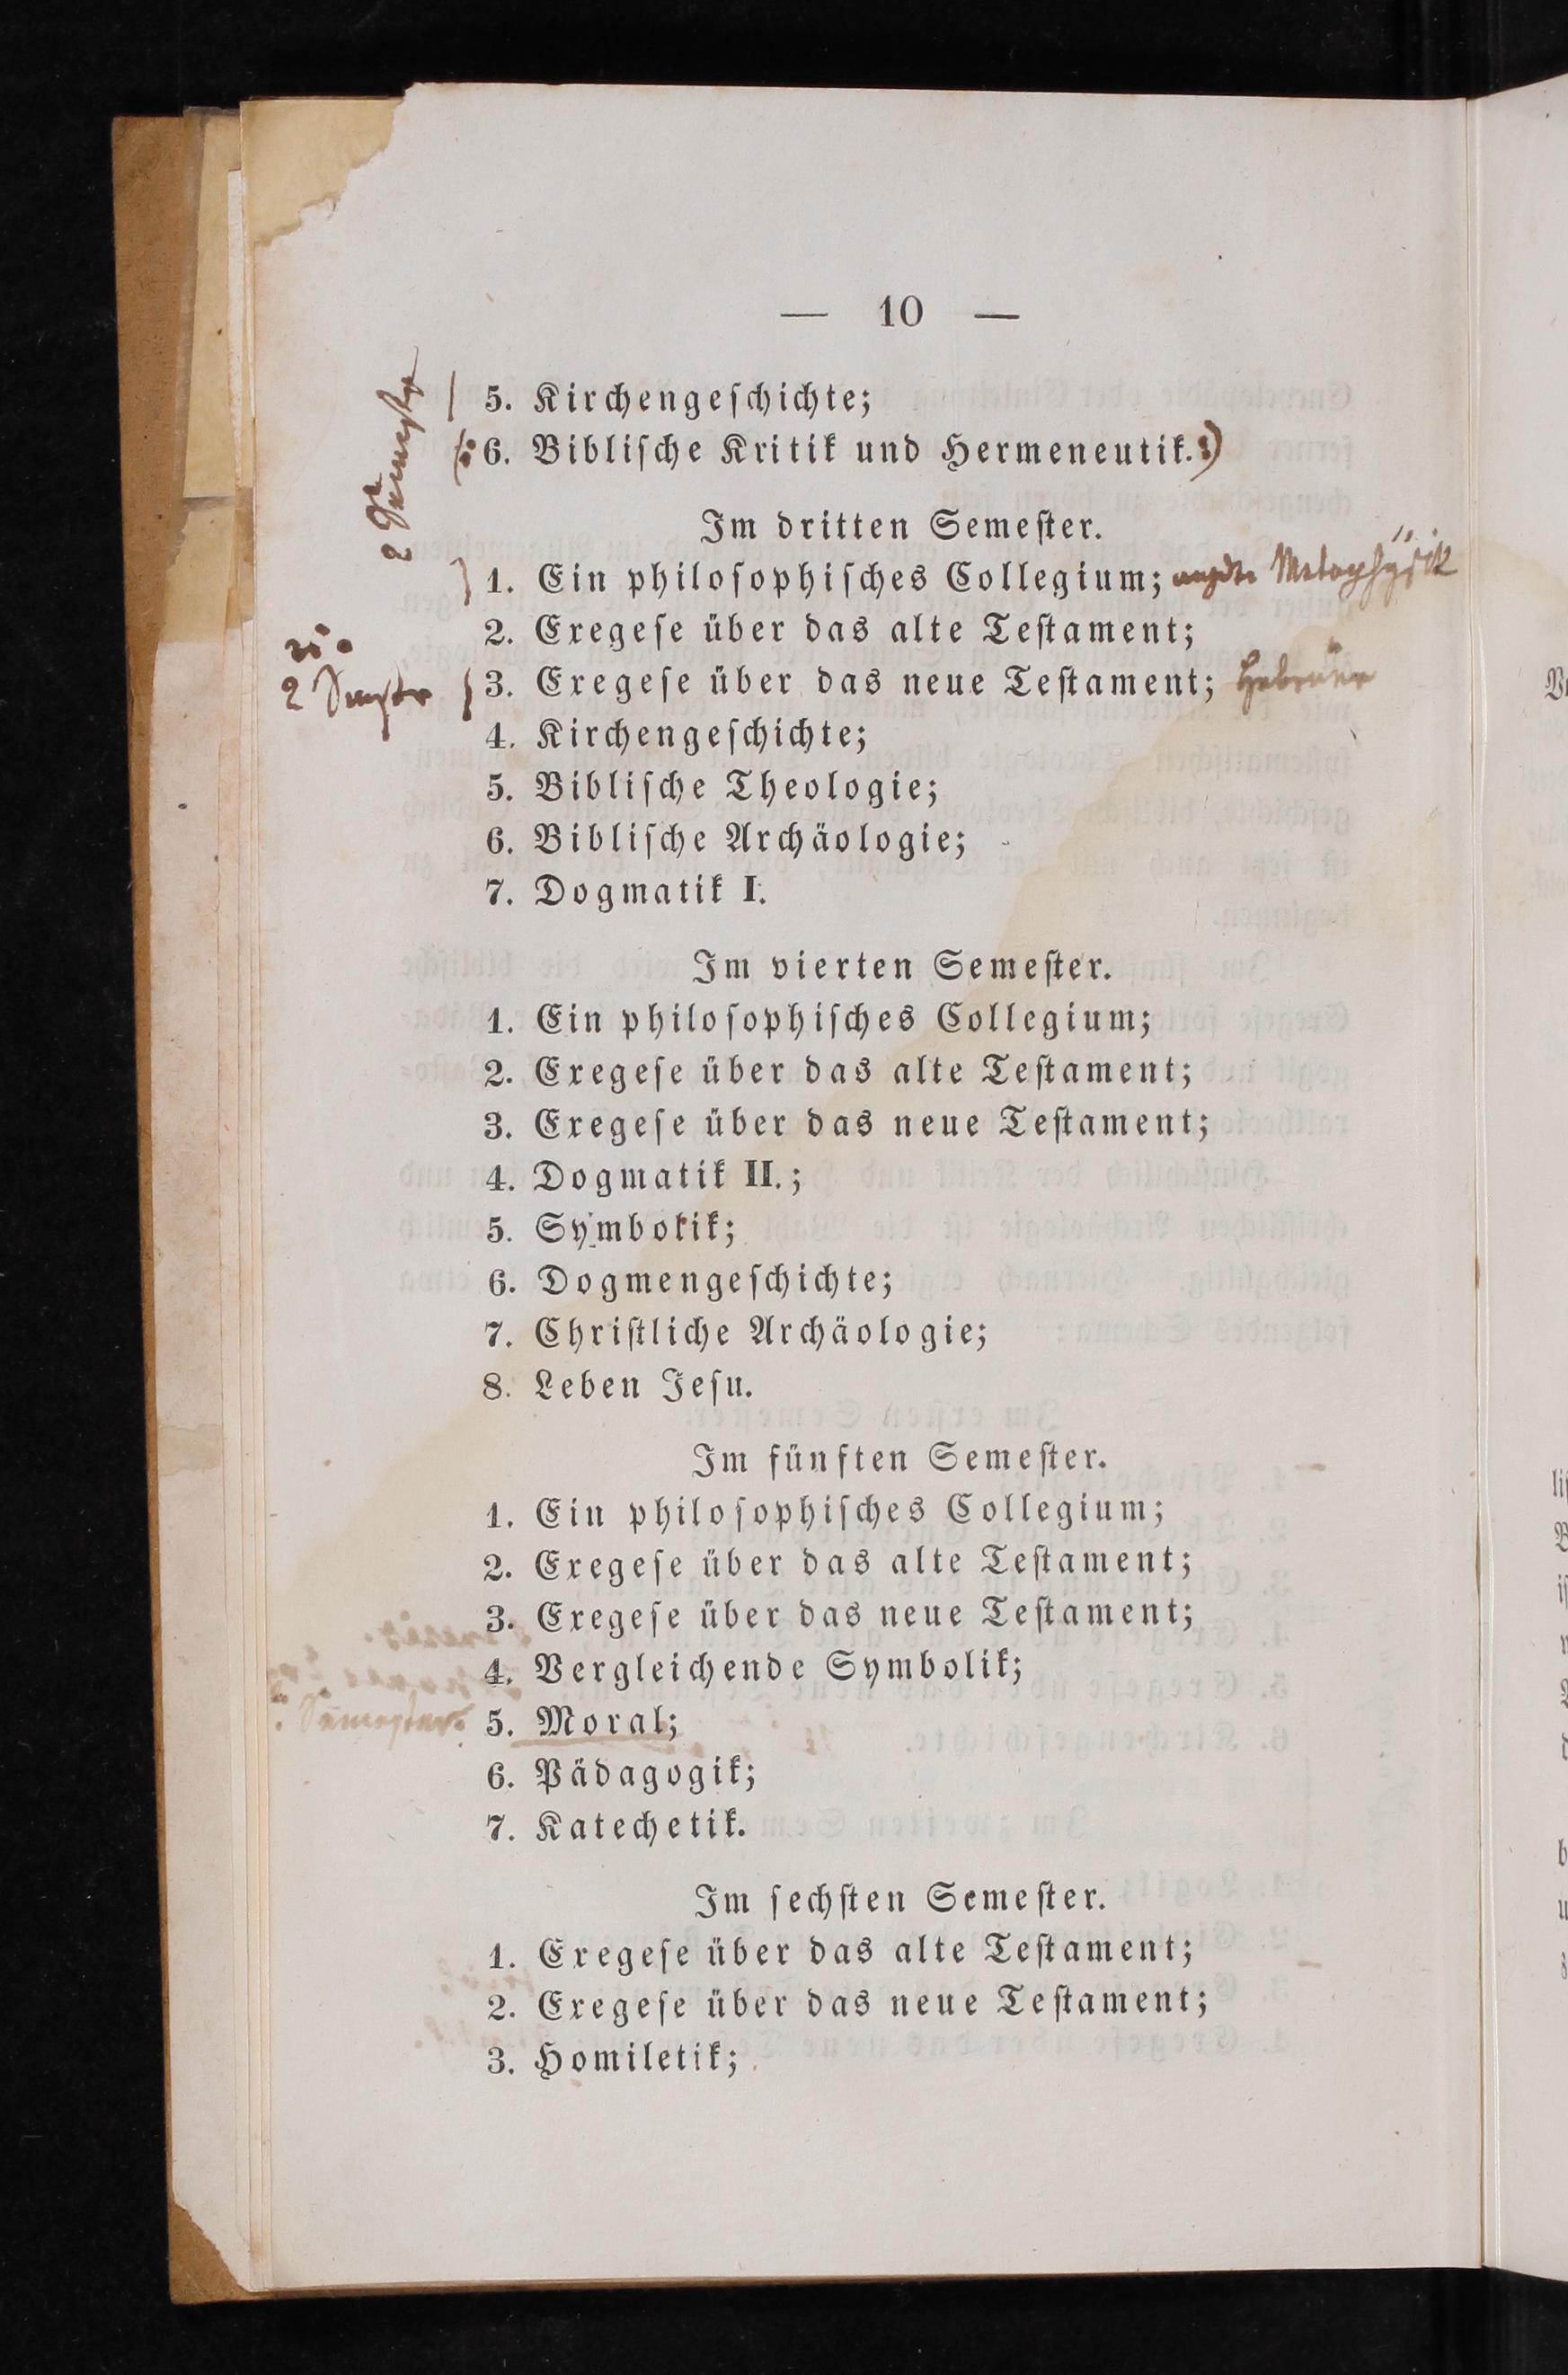 — 10 —
5. Kirchengeſchichte;
6. Bibliſche Kritik und Hermeneutik.
Im dritten Semeſter.
1. Ein philoſophiſches Collegium; Metaphÿsik
2. Exegeſe über das alte Teſtament;
2 3. Exegeſe über das neue Teſtament; Hebräer
4. Kirchengeſchichte;
5. Bibliſche Theologie;
6. Bibliſche Archäologie;
7. Dogmatik I.
Im vierten Semeſter.
1. Ein philoſophiſches Collegium;
2. Exegeſe über das alte Teſtament;
3. Exegeſe über das neue Teſtament;
4. Dogmatik II.;
5. Symbolik;
6. Dogmengeſchichte;
7. Chriſtliche Archäologie;
8. Leben Jeſu.
Im fünften Semeſter.
1. Ein philoſophiſches Collegium;
2. Exegeſe über das alte Teſtament;
3. Exegeſe über das neue Teſtament;
4. Vergleichende Symbolik;
5. Moral;
6. Pädagogik;
7. Katechetik.
Im ſechſten Semeſter.
1. Exegeſe über das alte Teſtament;
2. Exegeſe über das neue Teſtament;
3. Homiletik;